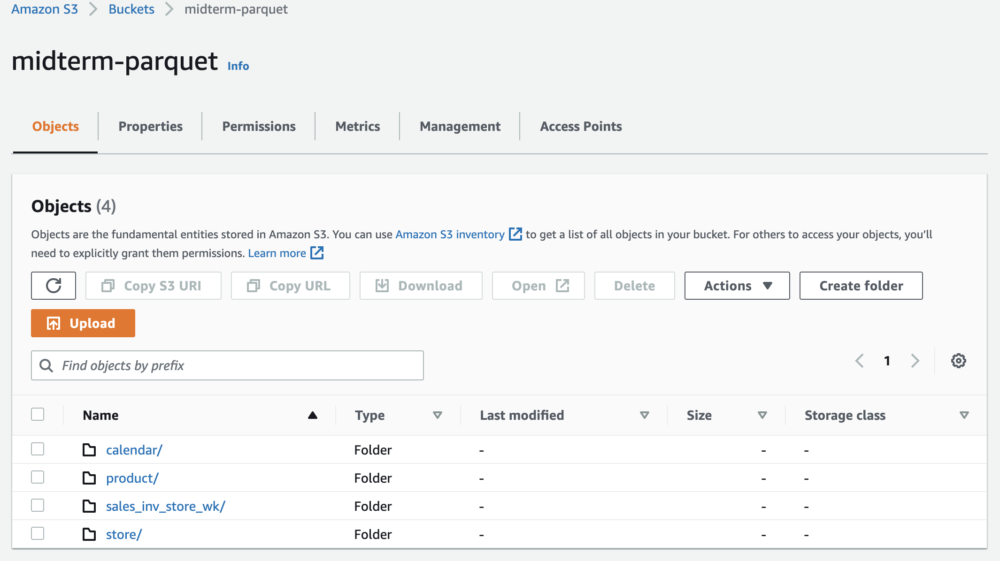 Amazon S3 > Buckets > midterm-parquet
midterm-parquet Info
Objects Properties Permissions Metrics Management Access Points
Objects (4)
Objects are the fundamental entities stored in Amazon S3. You can use Amazon S3 inventory to get a list of all objects in your bucket. For others to access your objects, you'll
need to explicitly grant them permissions. Learn more
Copy S3 URI Copy URL Download Open Delete Actions Create folder
Upload
Find objects by prefix 1
Name Type Last modified Size Storage class
calendar/ Folder - - -
product/ Folder - - -
sales_inv_store_wk/ Folder - - -
store/ Folder - - -